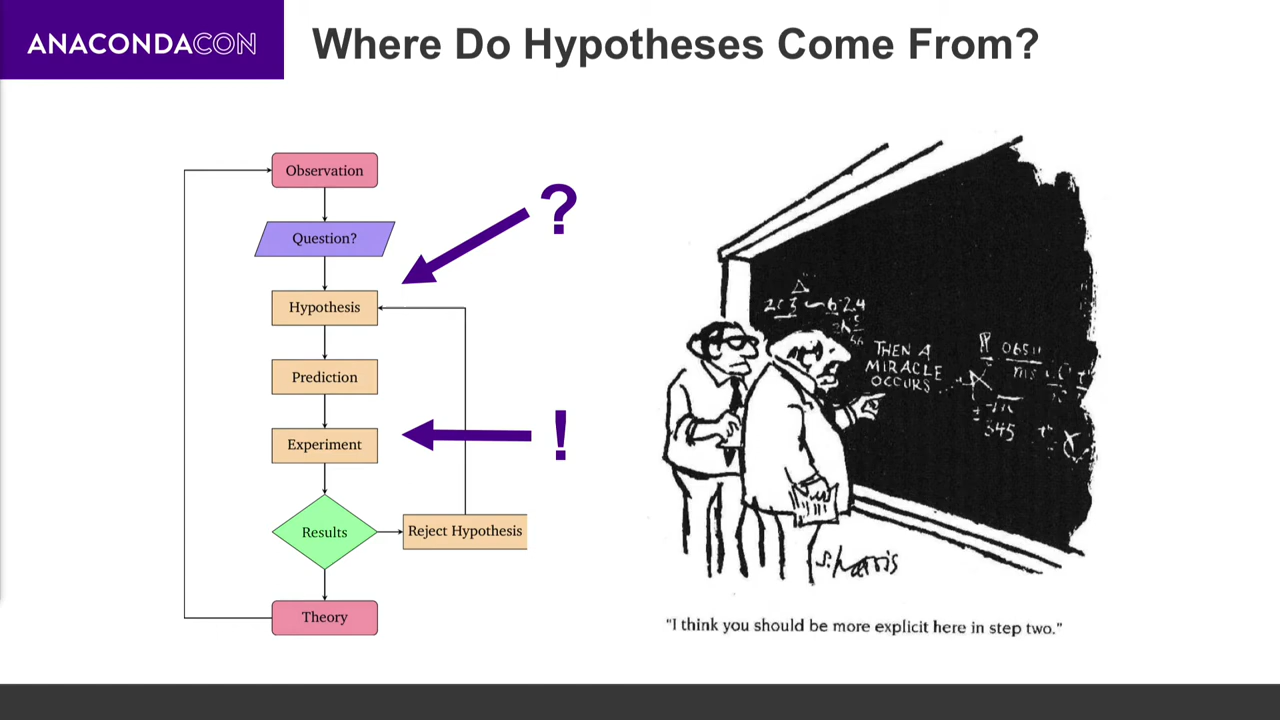 ANACONDACON
Where Do Hypotheses Come From?
Observation
Question?
Hypothesis
Prediction
Experiment
Results
Reject Hypothesis
Theory
?
!
THEN A
MIRACLE
OCCURS...
345
S. Harris
"I think you should be more explicit here in step two."